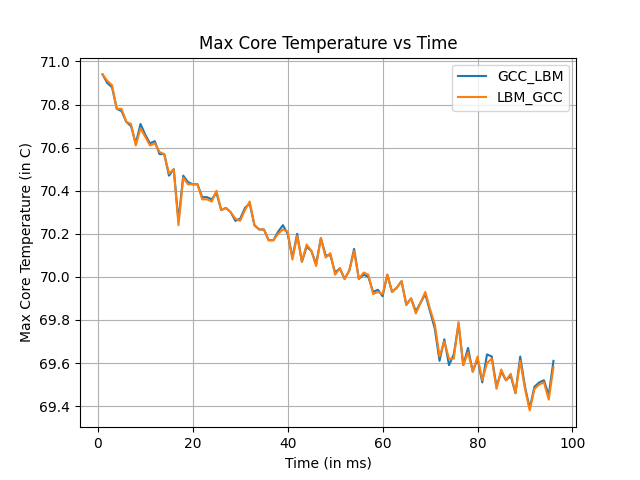 Max Core Temperature vs Time
Max Core Temperature (in C)
71.0
70.8
70.6
70.4
70.2
70.0
69.8
69.6
69.4
GCC_LBM
LBM_GCC
0 20 40 60 80 100
Time (in ms)